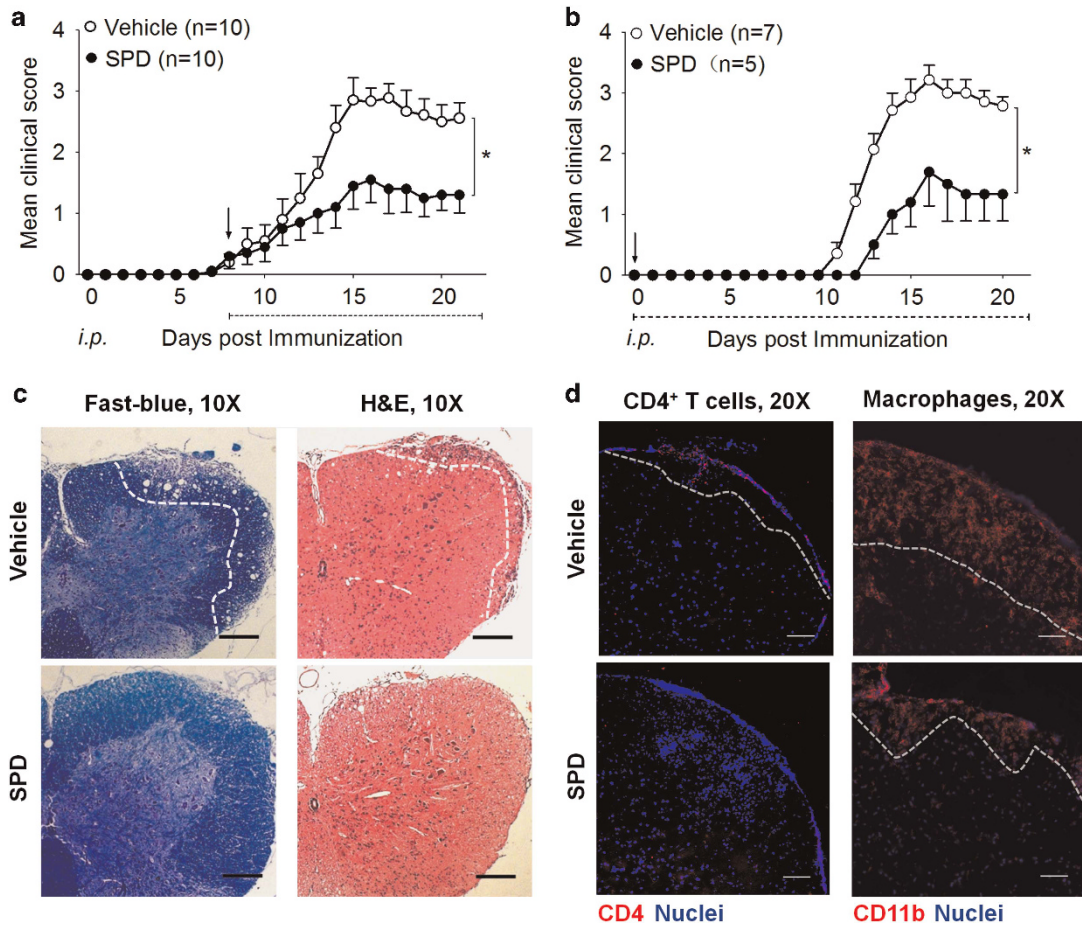 a
4
3
2
1
0
Mean clinical score
Vehicle (n=10)
SPD (n=10)
*
0 5 10 15 20
i.p. Days post Immunization
b
4
3
2
1
0
Mean clinical score
Vehicle (n=7)
SPD (n=5)
*
0 5 10 15 20
i.p. Days post Immunization
c
Fast-blue, 10X H&E, 10X
Vehicle
SPD
d
CD4⁺ T cells, 20X Macrophages, 20X
Vehicle
SPD
CD4 Nuclei CD11b Nuclei